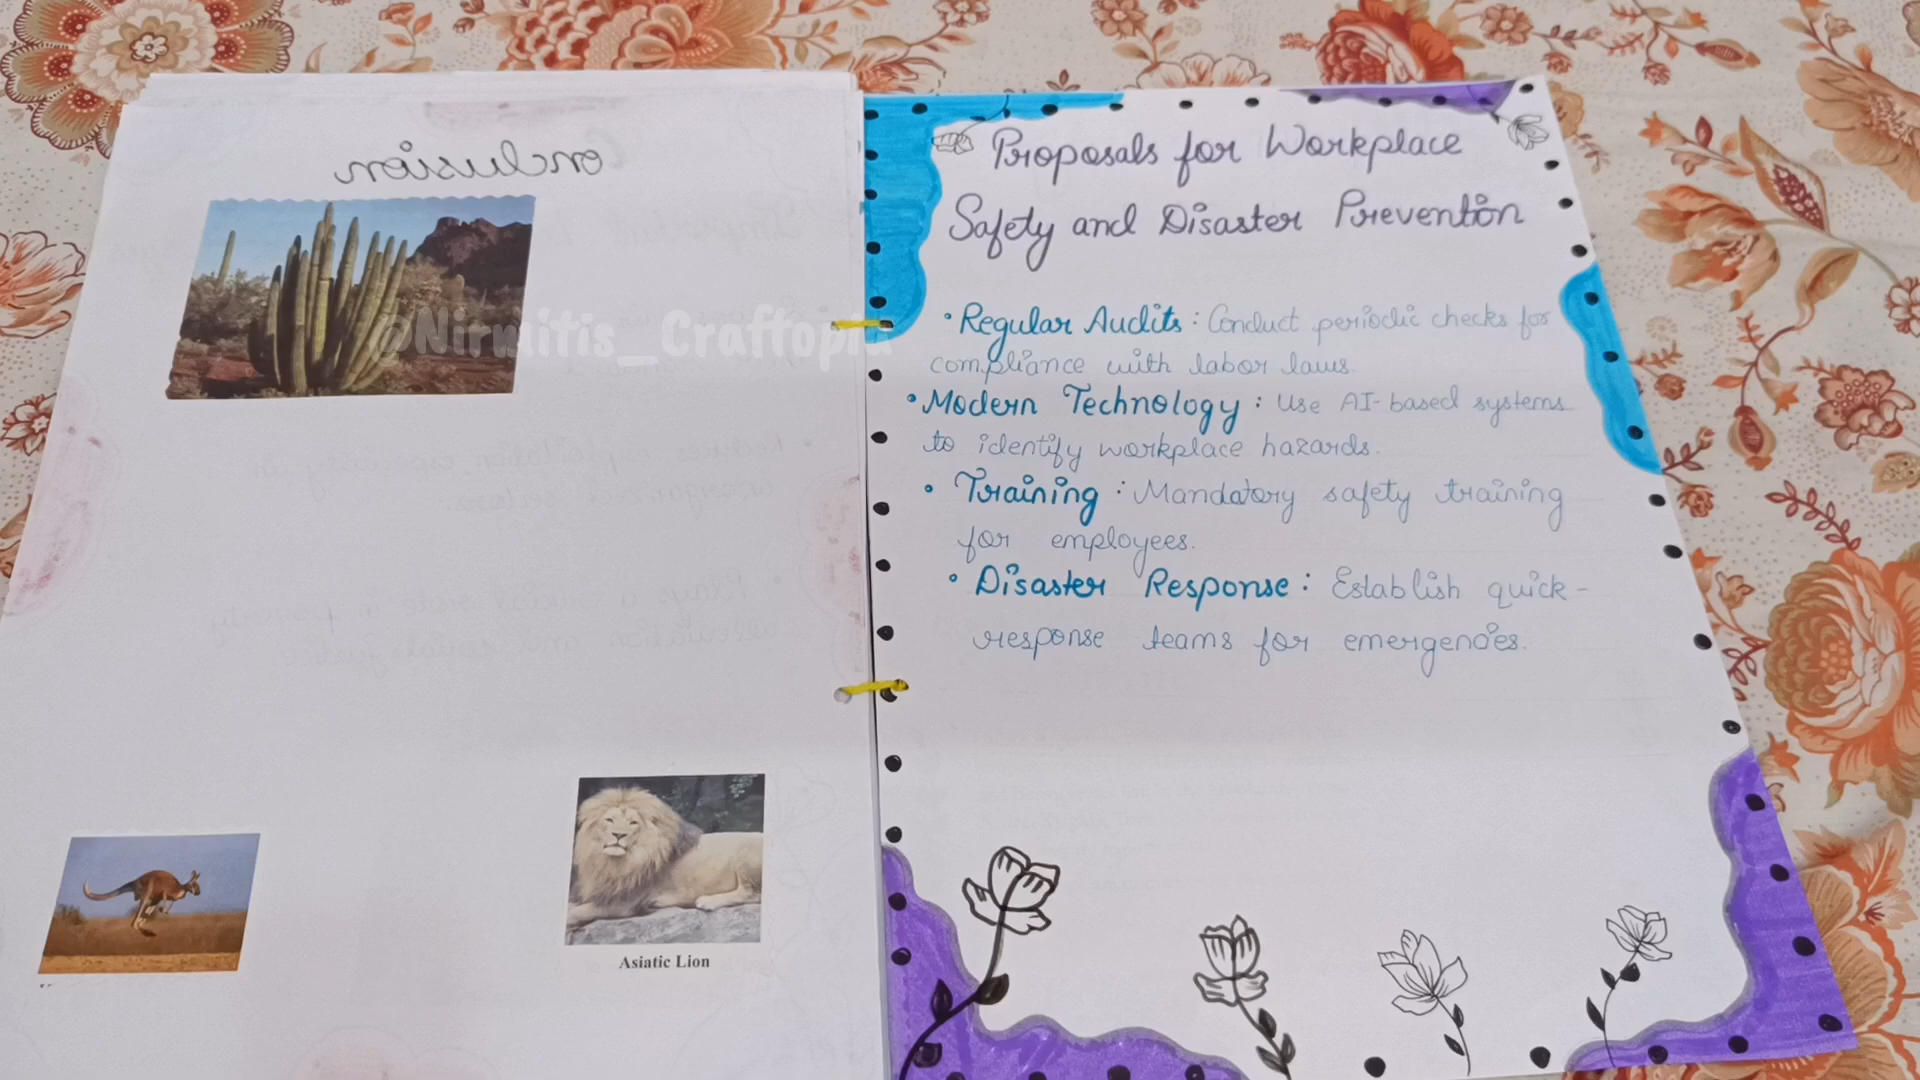 onclusion
@Nirmitis_Craftopia
Asiatic Lion
Proposals for Workplace
Safety and Disaster Prevention
• Regular Audits : Conduct periodic checks for
compliance with labor laws.
• Modern Technology : Use AI-based systems
to identify workplace hazards.
• Training : Mandatory safety training
for employees.
• Disaster Response : Establish quick-
response teams for emergencies.